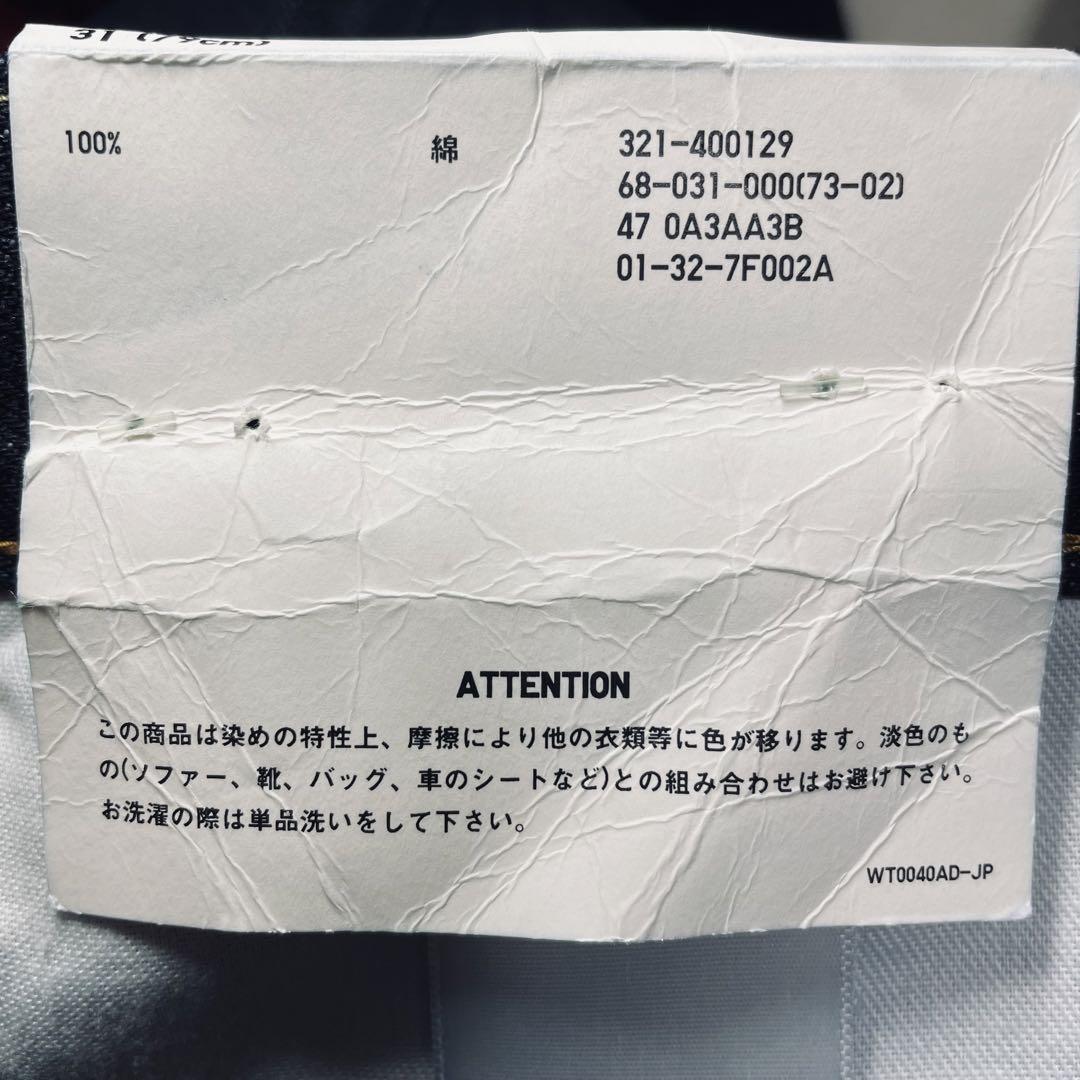 31 (79cm)
100% 綿
321-400129
68-031-000(73-02)
47 0A3AA3B
01-32-7F002A
ATTENTION
この商品は染めの特性上、摩擦により他の衣類等に色が移ります。淡色のも
の(ソファー、靴、バッグ、車のシートなど)との組み合わせはお避け下さい。
お洗濯の際は単品洗いをして下さい。
WT0040AD-JP